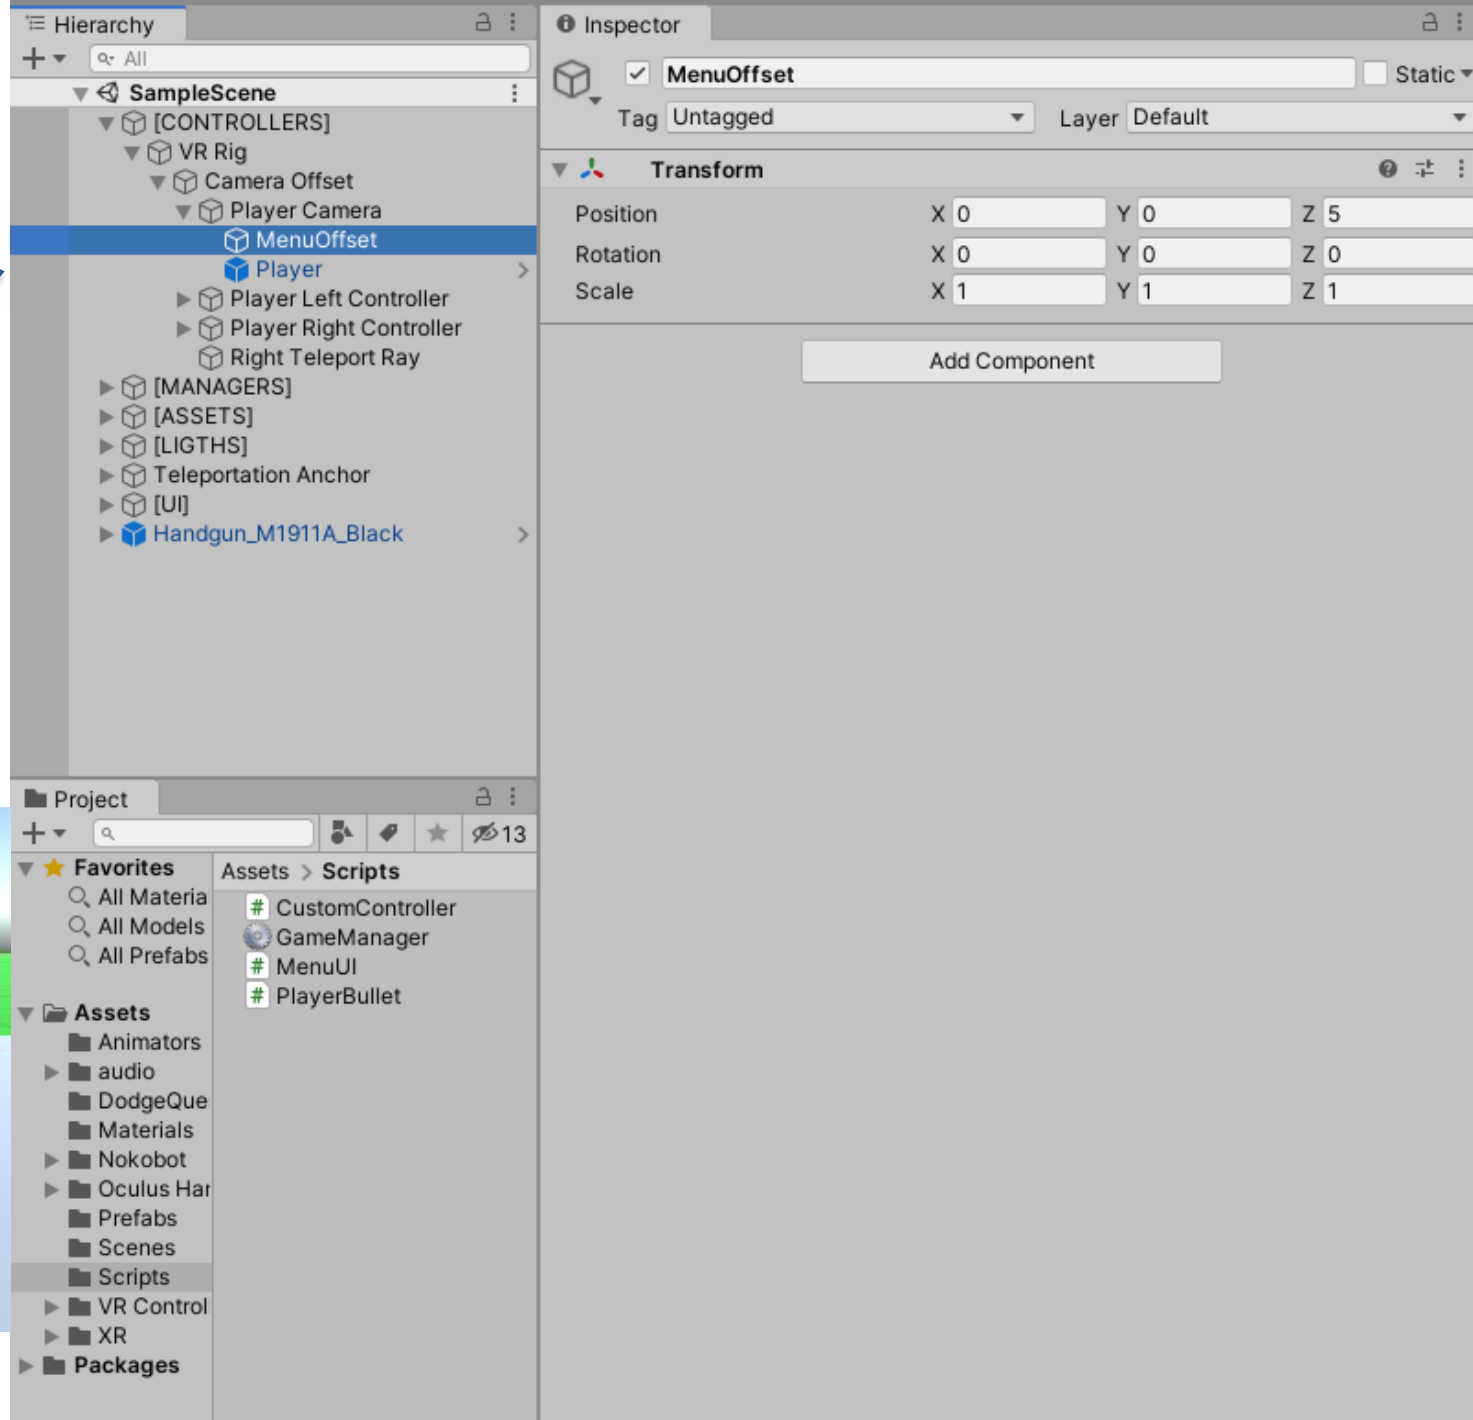 Hierarchy
All
SampleScene
[CONTROLLERS]
VR Rig
Camera Offset
Player Camera
MenuOffset
Player
Player Left Controller
Player Right Controller
Right Teleport Ray
[MANAGERS]
[ASSETS]
[LIGTHS]
Teleportation Anchor
[UI]
Handgun_M1911A_Black
Inspector
MenuOffset Static
Tag Untagged Layer Default
Transform
Position X 0 Y 0 Z 5
Rotation X 0 Y 0 Z 0
Scale X 1 Y 1 Z 1
Add Component
Project
13
Favorites
All Materia
All Models
All Prefabs
Assets
Animators
audio
DodgeQue
Materials
Nokobot
Oculus Har
Prefabs
Scenes
Scripts
VR Control
XR
Packages
Assets > Scripts
# CustomController
GameManager
# MenuUI
# PlayerBullet